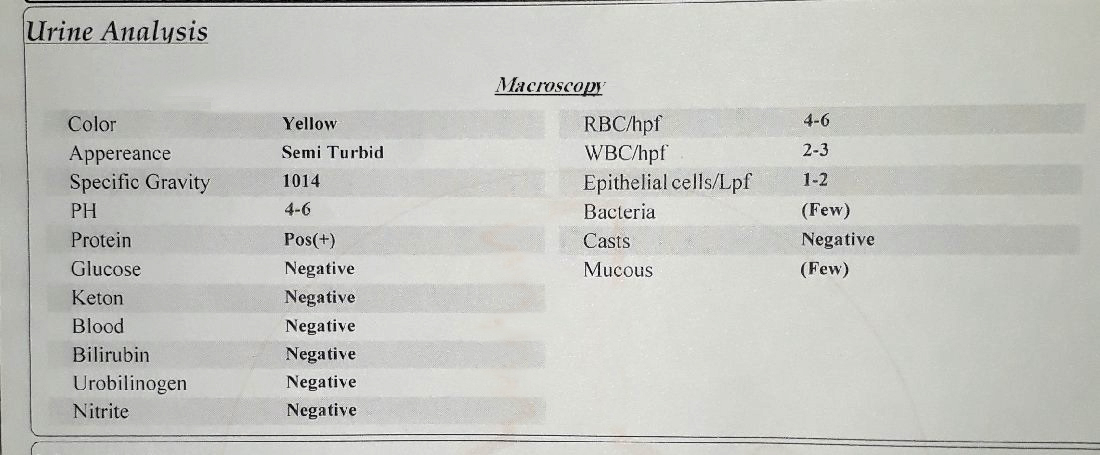 Urine Analysis
Macroscopy
Color Yellow
Appereance Semi Turbid
Specific Gravity 1014
PH 4-6
Protein Pos(+)
Glucose Negative
Keton Negative
Blood Negative
Bilirubin Negative
Urobilinogen Negative
Nitrite Negative
RBC/hpf 4-6
WBC/hpf 2-3
Epithelial cells/Lpf 1-2
Bacteria (Few)
Casts Negative
Mucous (Few)